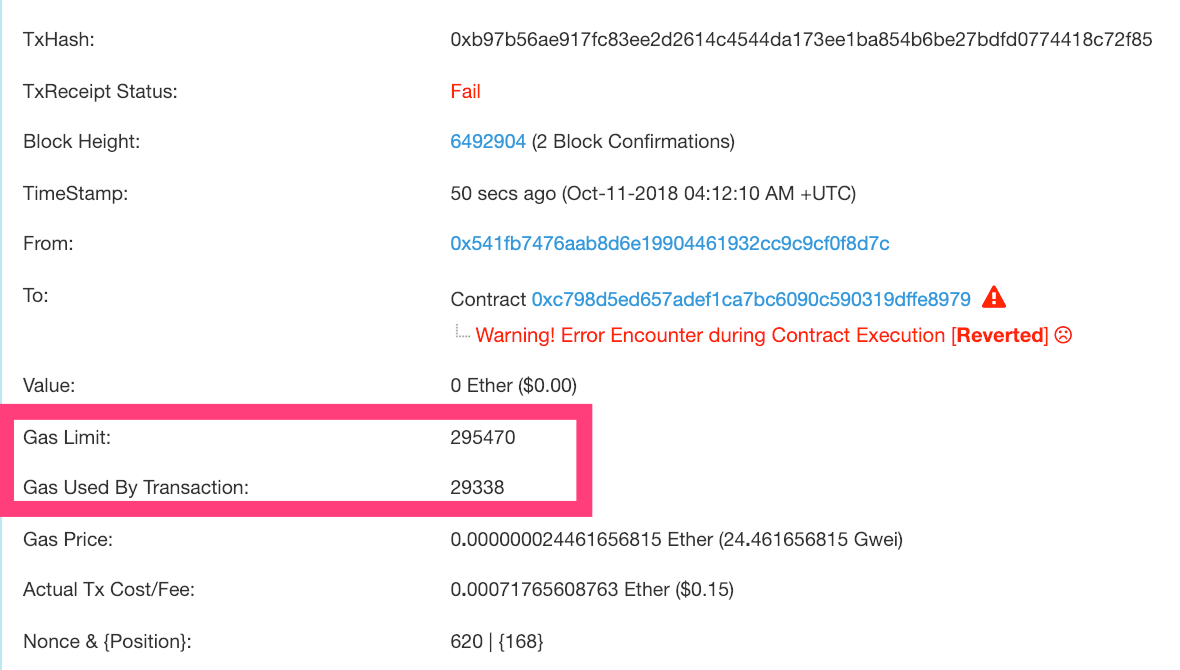 TxHash: 0xb97b56ae917fc83ee2d2614c4544da173ee1ba854b6be27bdfd0774418c72f85
TxReceipt Status: Fail
Block Height: 6492904 (2 Block Confirmations)
TimeStamp: 50 secs ago (Oct-11-2018 04:12:10 AM +UTC)
From: 0x541fb7476aab8d6e19904461932cc9c9cf0f8d7c
To: Contract 0xc798d5ed657adef1ca7bc6090c590319dffe8979
Warning! Error Encounter during Contract Execution [Reverted]
Value: 0 Ether ($0.00)
Gas Limit: 295470
Gas Used By Transaction: 29338
Gas Price: 0.000000024461656815 Ether (24.461656815 Gwei)
Actual Tx Cost/Fee: 0.00071765608763 Ether ($0.15)
Nonce & {Position}: 620 | {168}